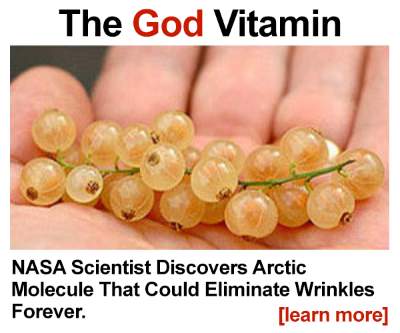 The God Vitamin
NASA Scientist Discovers Arctic
Molecule That Could Eliminate Wrinkles
Forever.
[learn more]